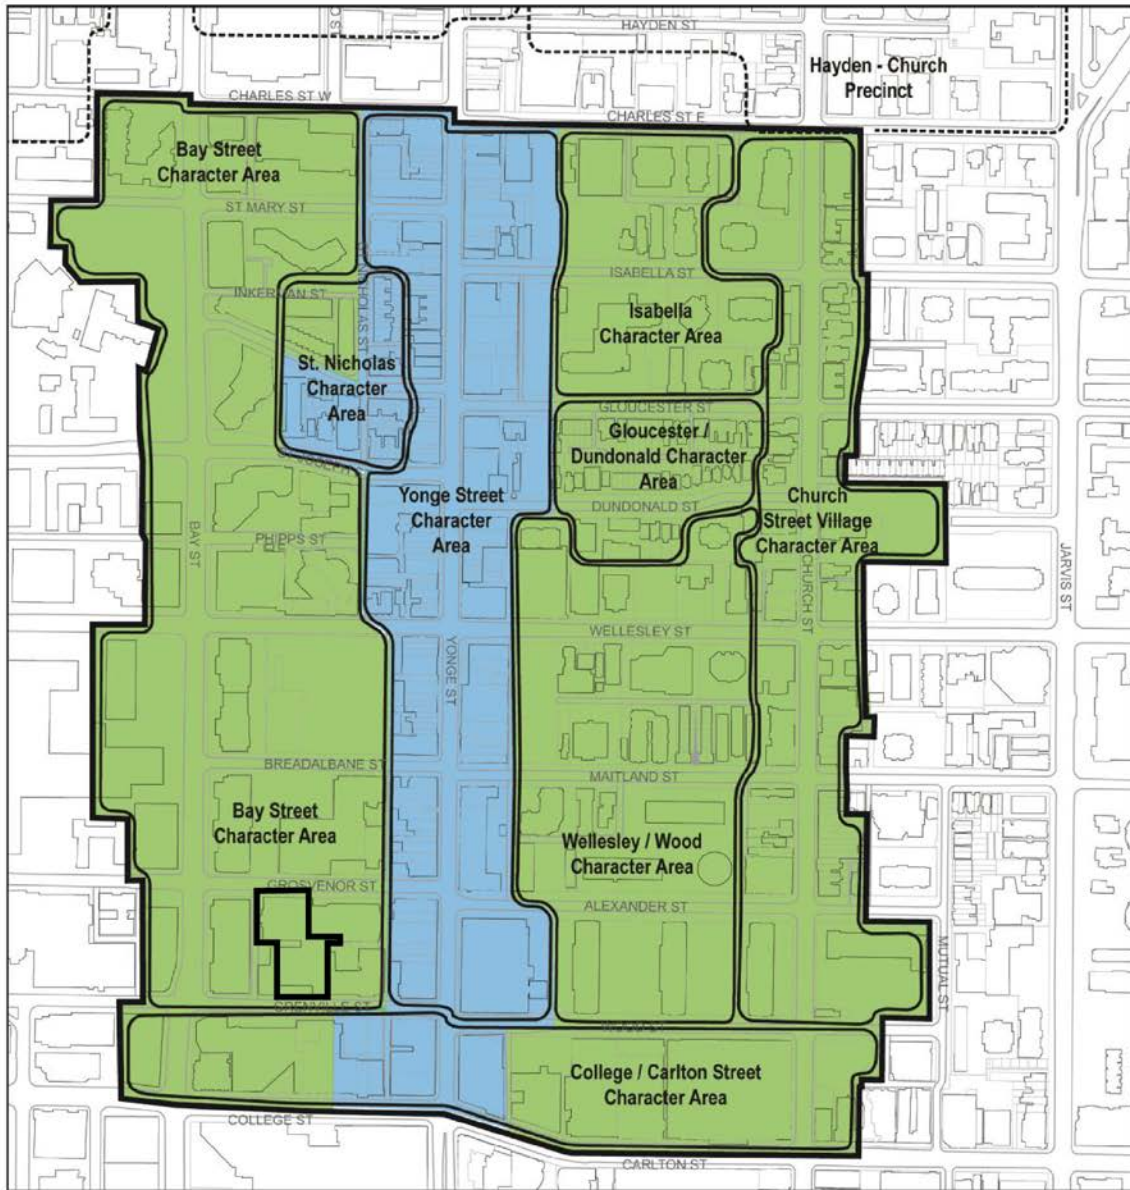 HAYDEN ST
Hayden - Church
Precinct
CHARLES ST W
CHARLES ST E
Bay Street
Character Area
ST MARY ST
ISABELLA ST
INKERMAN ST
Isabella
Character Area
St. Nicholas
Character
Area
GLOUCESTER ST
Gloucester /
Dundonald Character
Area
Yonge Street
Character
Area
DUNDONALD ST
Church
Street Village
Character Area
BAY ST
PHIPPS ST
CHURCH ST
JARVIS ST
WELLESLEY ST
YONGE ST
BREADALBANE ST
MAITLAND ST
Bay Street
Character Area
Wellesley / Wood
Character Area
GROSVENOR ST
ALEXANDER ST
MUTUAL ST
GRENVILLE ST
College / Carlton Street
Character Area
COLLEGE ST
CARLTON ST